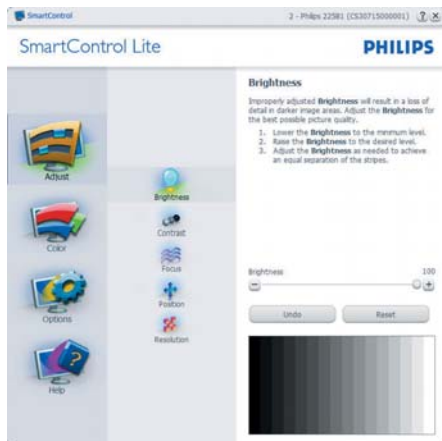 SmartControl
2 - Philips 225B1 (CS30715000001)
SmartControl Lite
PHILIPS
Adjust
Color
Options
Help
Brightness
Contrast
Focus
Position
Resolution
Brightness
Improperly adjusted Brightness will result in a loss of
detail in darker image areas. Adjust the Brightness for
the best possible picture quality.
1. Lower the Brightness to the minimum level.
2. Raise the Brightness to the desired level.
3. Adjust the Brightness as needed to achieve
an equal separation of the stripes.
Brightness 100
Undo Reset